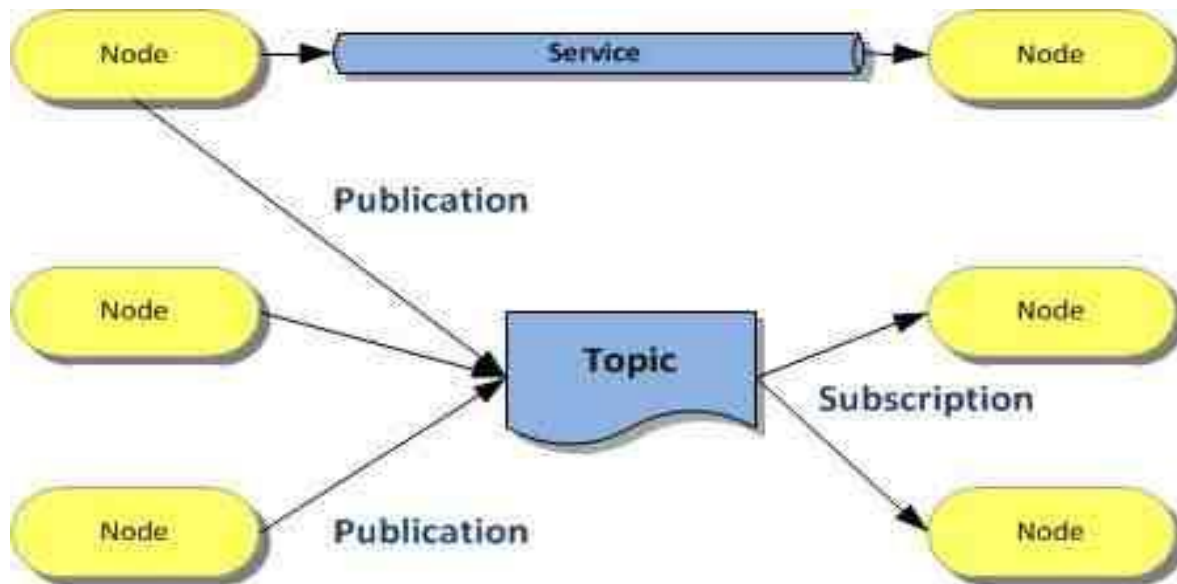 Node
Service
Node
Publication
Node
Topic
Node
Subscription
Node
Publication
Node